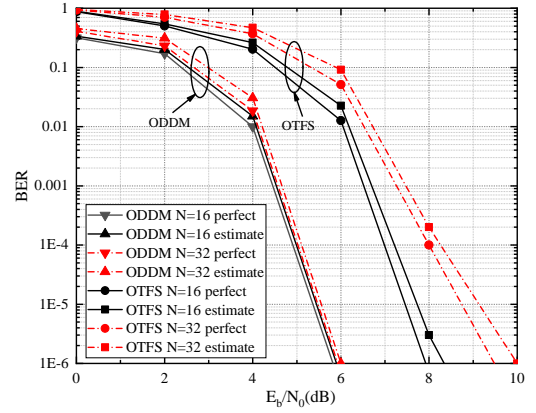 1
0.1
0.01
0.001
1E-4
1E-5
1E-6
BER
ODDM
OTFS
ODDM N=16 perfect
ODDM N=16 estimate
ODDM N=32 perfect
ODDM N=32 estimate
OTFS N=16 perfect
OTFS N=16 estimate
OTFS N=32 perfect
OTFS N=32 estimate
0 2 4 6 8 10
E_b/N_0(dB)